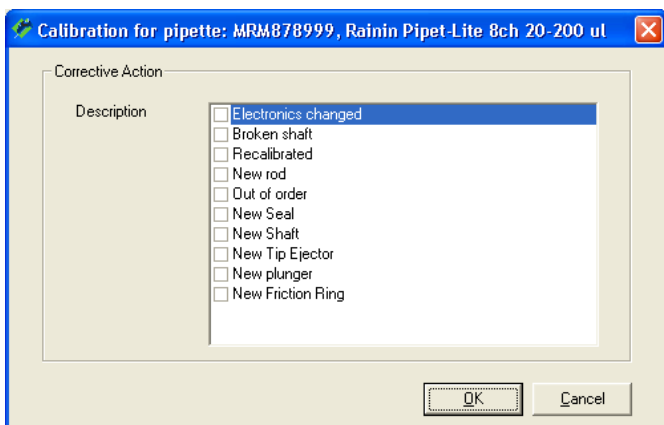 Calibration for pipette: MRM878999, Rainin Pipet-Lite 8ch 20-200 ul
Corrective Action
Description
Electronics changed
Broken shaft
Recalibrated
New rod
Out of order
New Seal
New Shaft
New Tip Ejector
New plunger
New Friction Ring
OK
Cancel